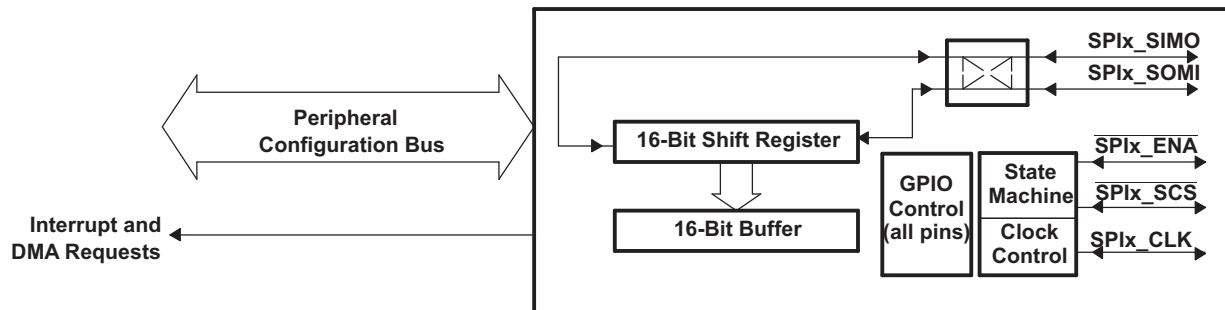 SPIx_SIMO
SPIx_SOMI
Peripheral
Configuration Bus
16-Bit Shift Register
SPIx_ENA
GPIO
Control
(all pins)
State
Machine
SPIx_SCS
Interrupt and
DMA Requests
16-Bit Buffer
Clock
Control
SPIx_CLK